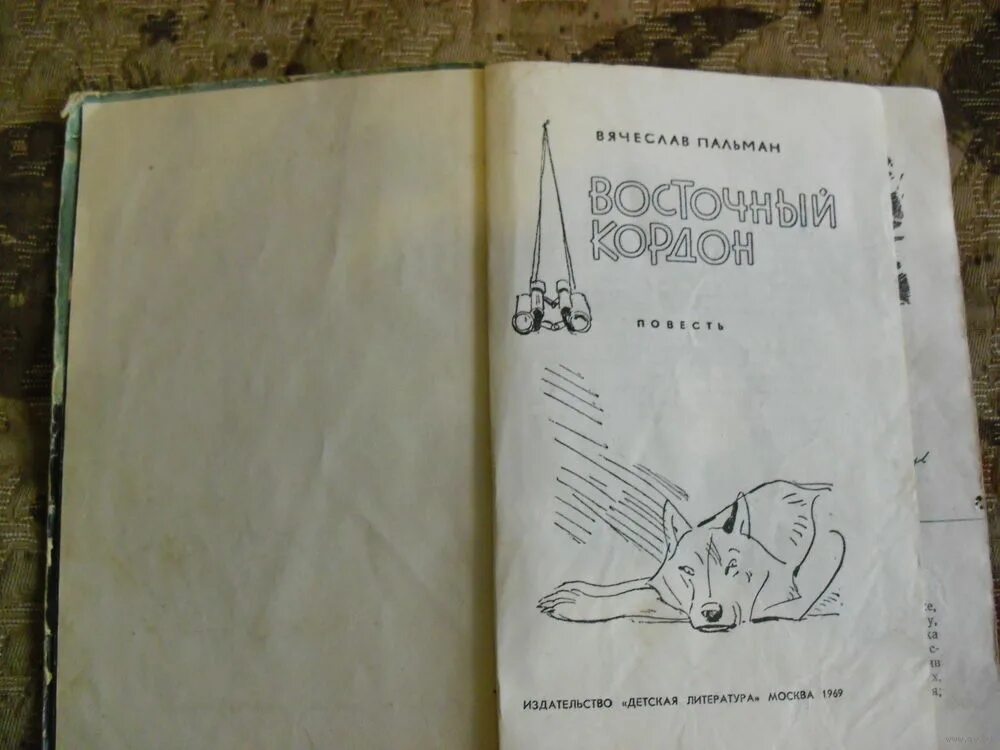 ВЯЧЕСЛАВ ПАЛЬМАН
ВОСТОЧНЫЙ
КОРДОН
ПОВЕСТЬ
ИЗДАТЕЛЬСТВО «ДЕТСКАЯ ЛИТЕРАТУРА» МОСКВА 1969